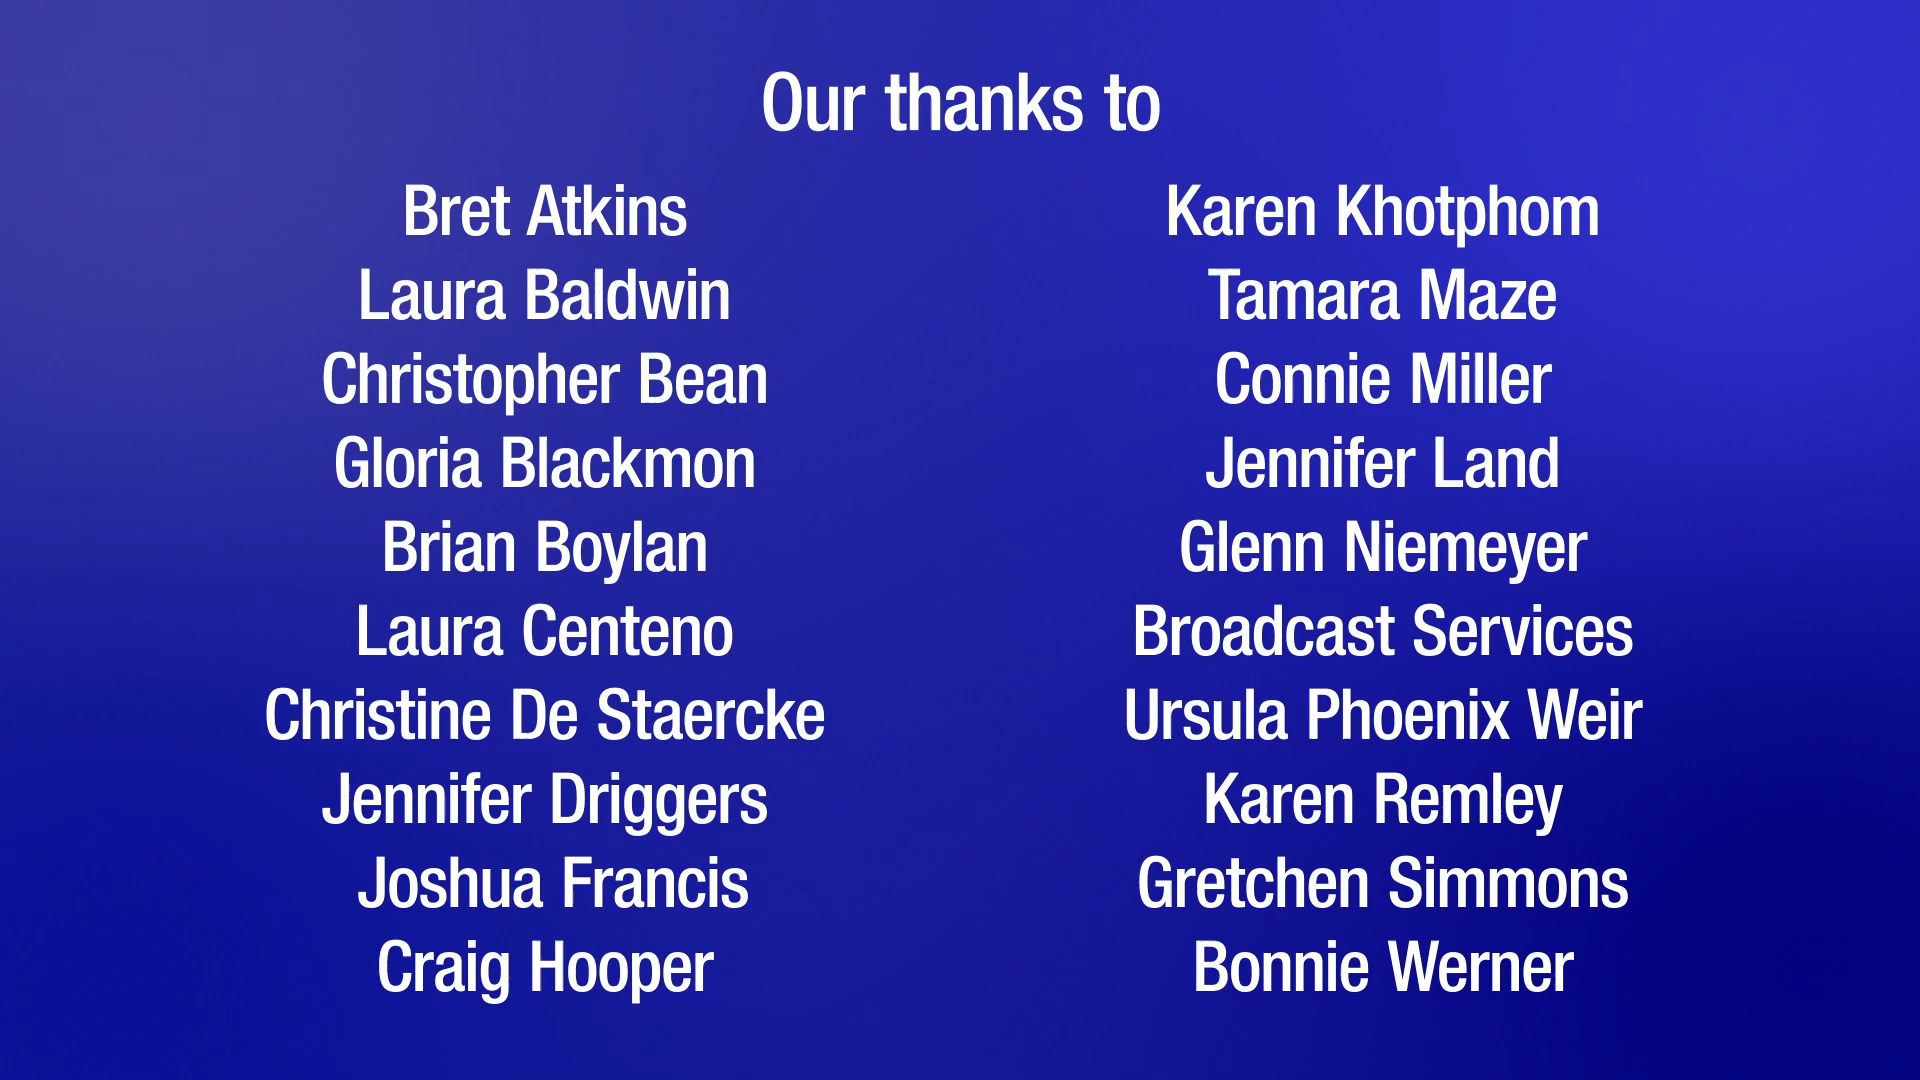 Our thanks to
Bret Atkins
Laura Baldwin
Christopher Bean
Gloria Blackmon
Brian Boylan
Laura Centeno
Christine De Staercke
Jennifer Driggers
Joshua Francis
Craig Hooper
Karen Khotphom
Tamara Maze
Connie Miller
Jennifer Land
Glenn Niemeyer
Broadcast Services
Ursula Phoenix Weir
Karen Remley
Gretchen Simmons
Bonnie Werner